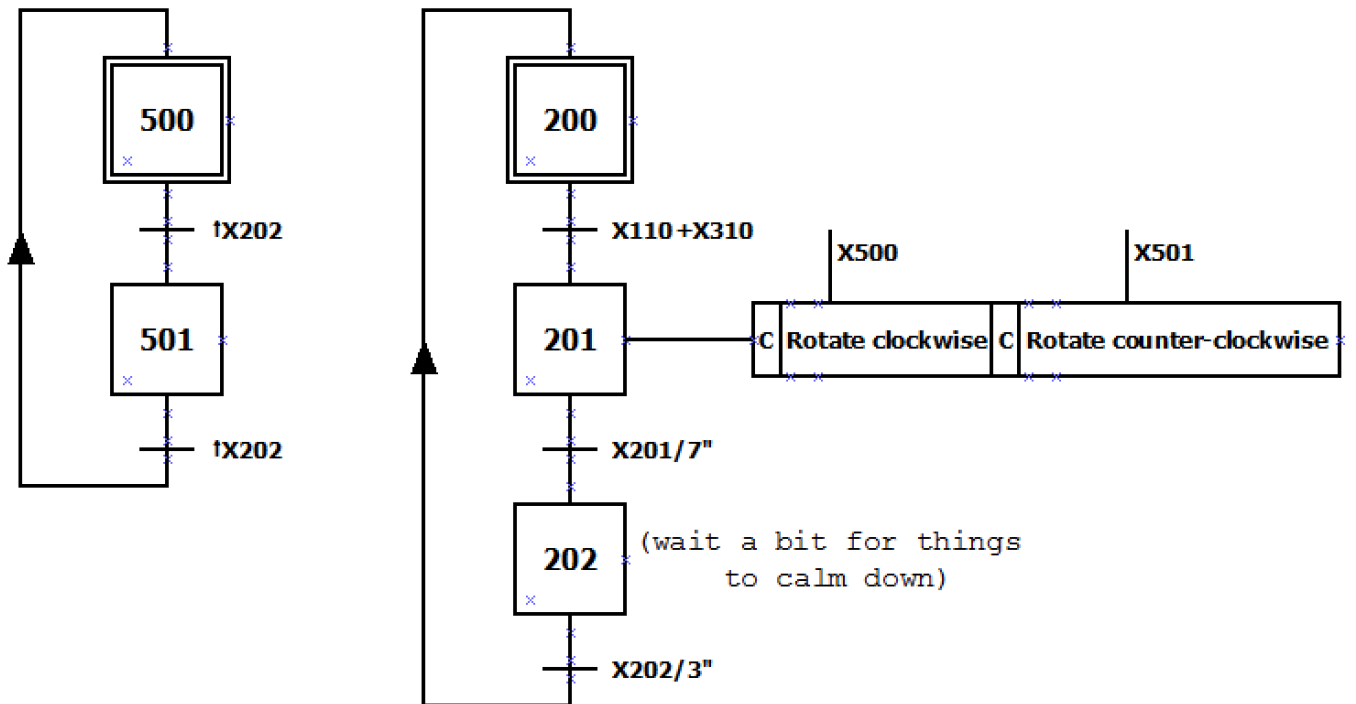 500
↑X202
501
↑X202
200
X110+X310
201
X500
X501
C Rotate clockwise C Rotate counter-clockwise
X201/7"
202
(wait a bit for things
to calm down)
X202/3"